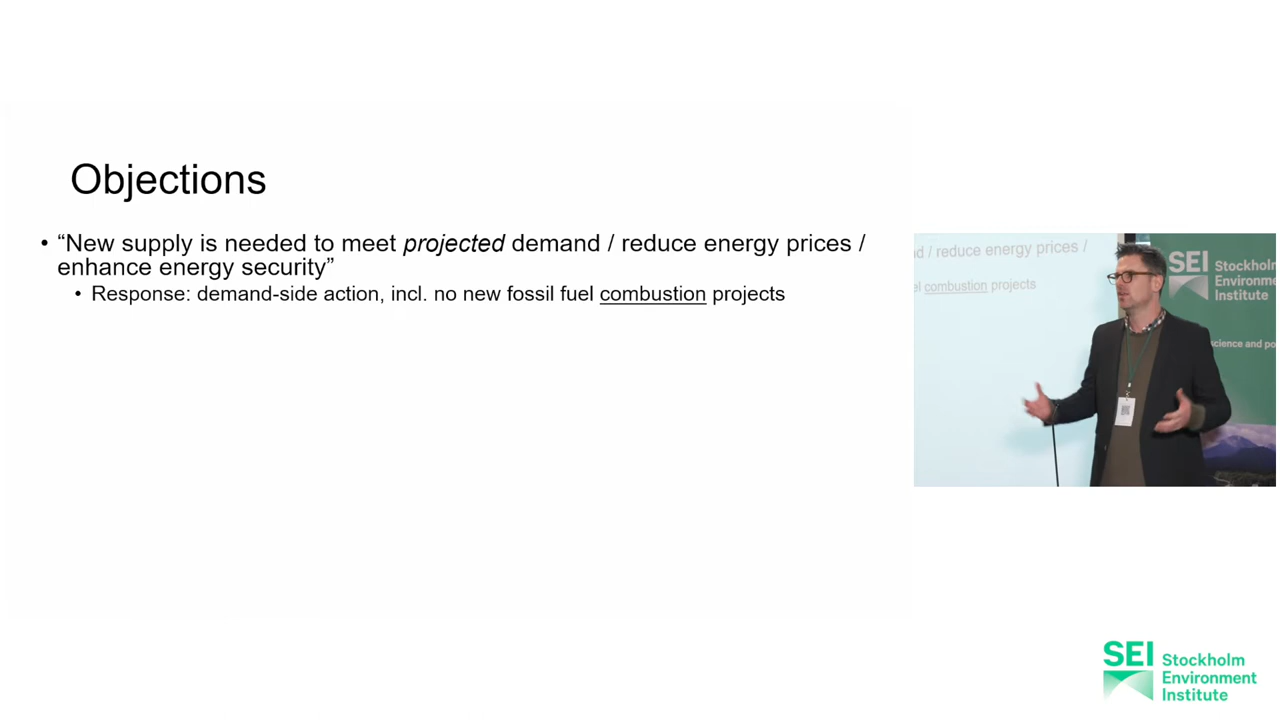 Objections
• “New supply is needed to meet projected demand / reduce energy prices /
enhance energy security”
• Response: demand-side action, incl. no new fossil fuel combustion projects
/ reduce energy prices /
combustion projects
SEI Stockholm
Environment
Institute
science and
SEI Stockholm
Environment
Institute